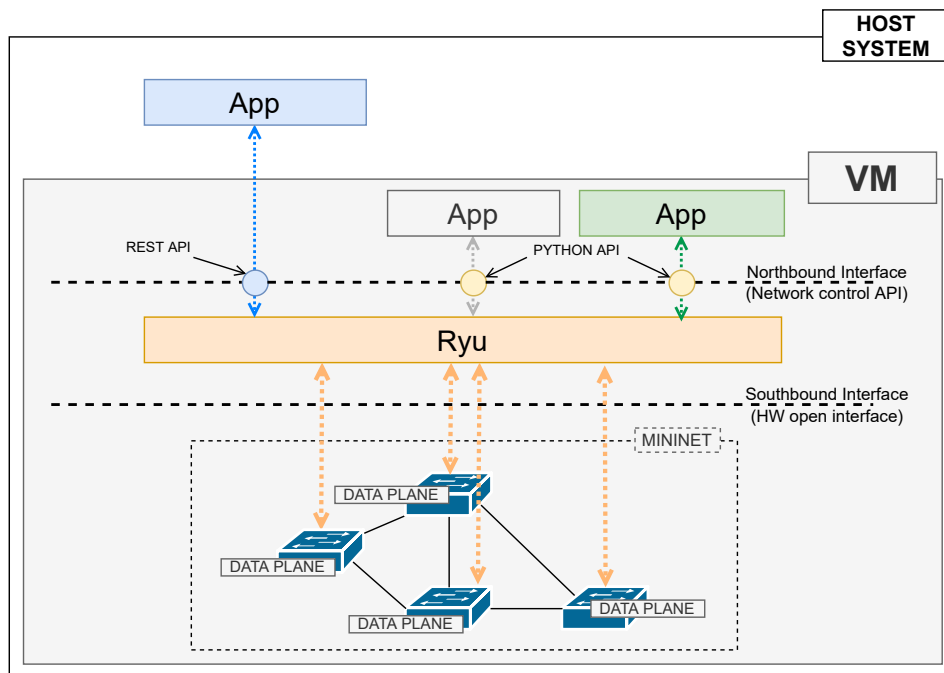 HOST
SYSTEM
App
VM
App
App
REST API
PYTHON API
Northbound Interface
(Network control API)
Ryu
Southbound Interface
(HW open interface)
MININET
DATA PLANE
DATA PLANE
DATA PLANE
DATA PLANE